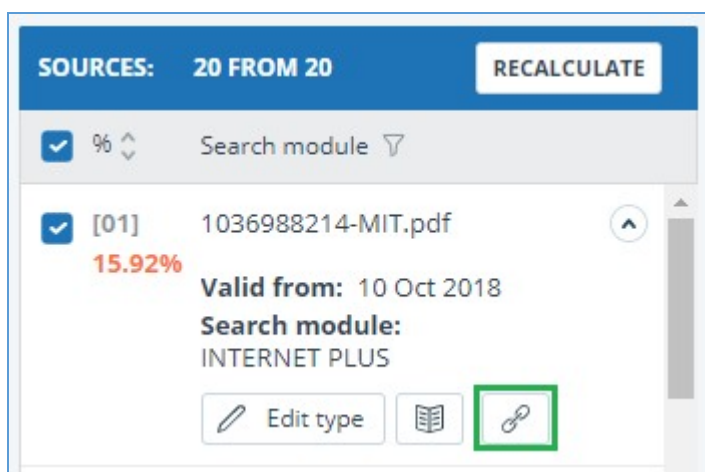 SOURCES: 20 FROM 20 RECALCULATE
% Search module
[01] 1036988214-MIT.pdf
15.92%
Valid from: 10 Oct 2018
Search module:
INTERNET PLUS
Edit type